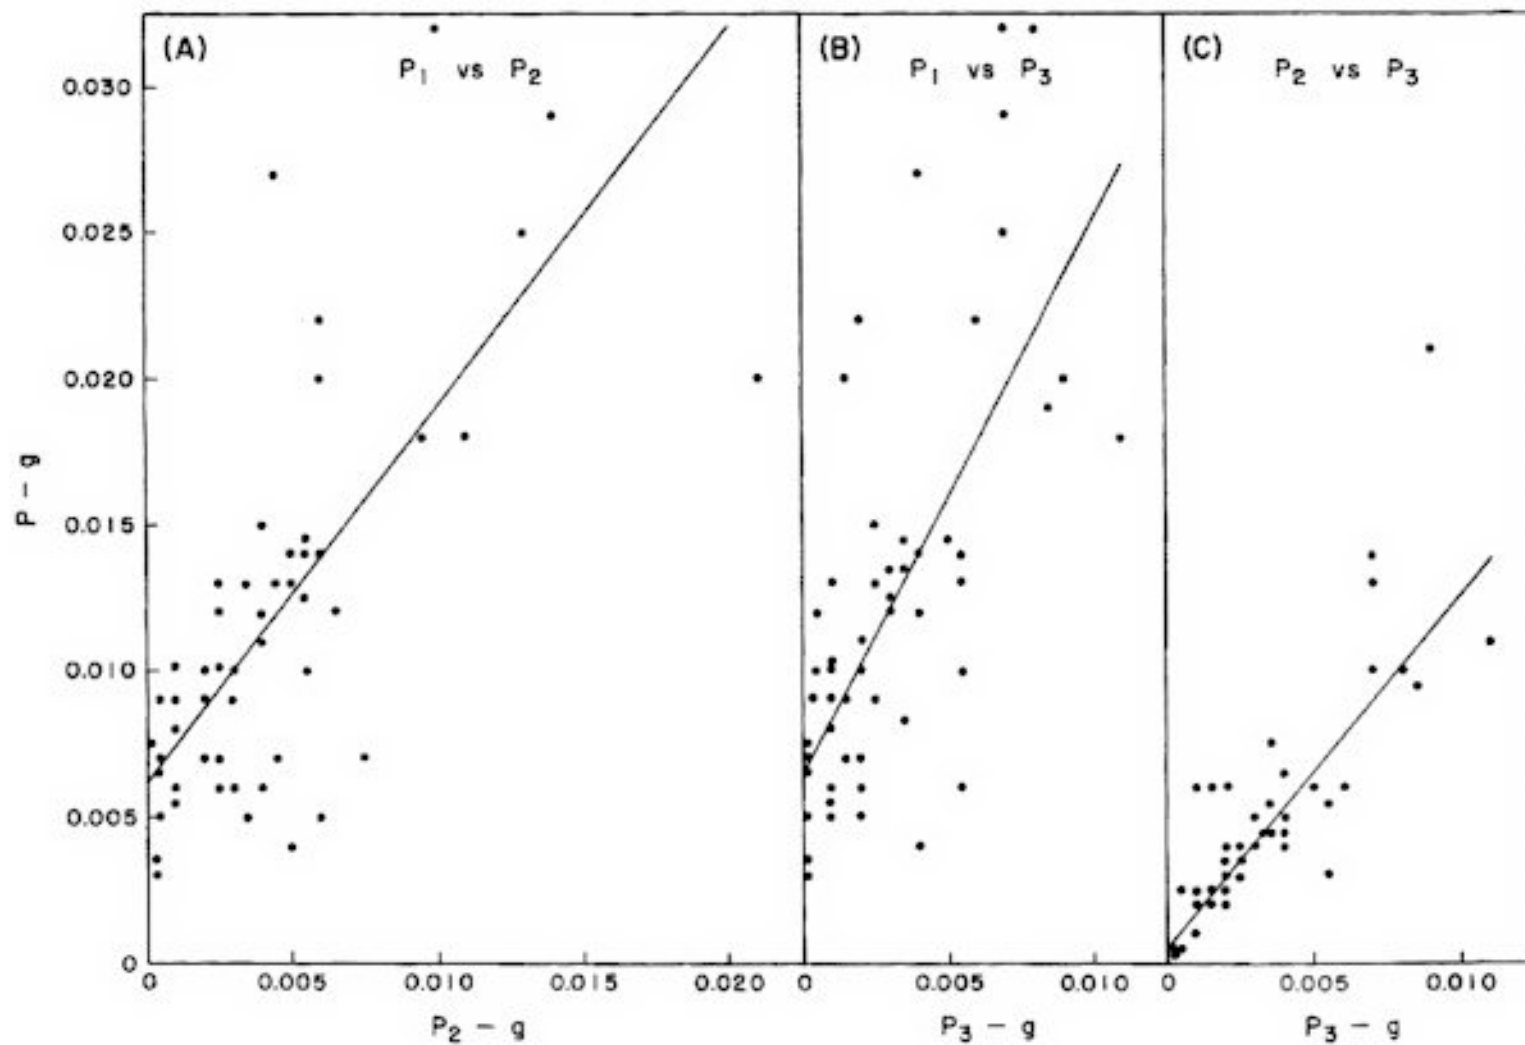 (A)
P₁ vs P₂
(B)
P₁ vs P₃
(C)
P₂ vs P₃
0.030
0.025
0.020
0.015
0.010
0.005
0
P - g
0 0.005 0.010 0.015 0.020
0 0.005 0.010
0 0.005 0.010
P₂ - g
P₃ - g
P₃ - g